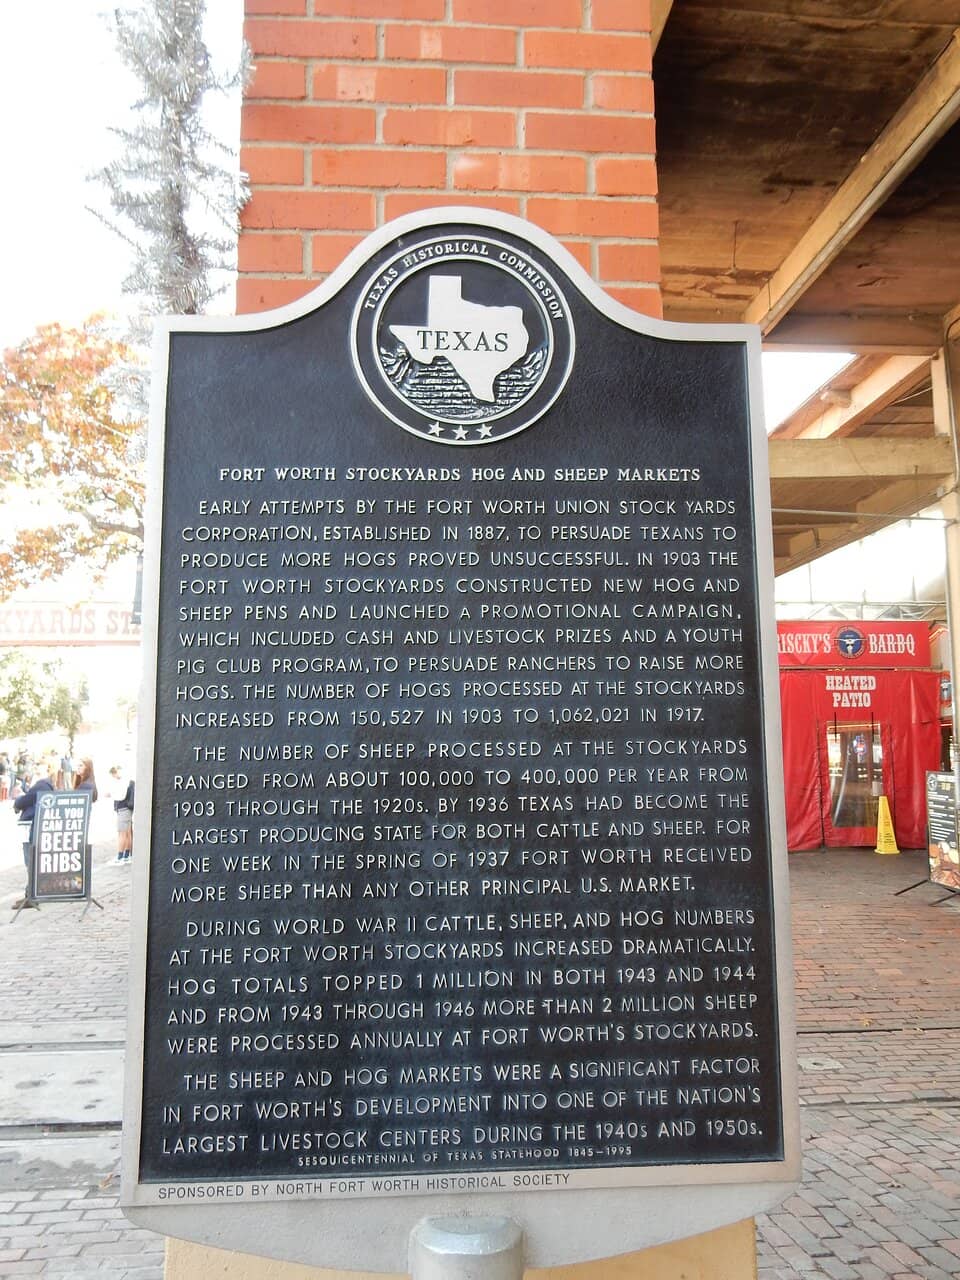 TEXAS HISTORICAL COMMISSION
TEXAS
FORT WORTH STOCKYARDS HOG AND SHEEP MARKETS
EARLY ATTEMPTS BY THE FORT WORTH UNION STOCK YARDS
CORPORATION, ESTABLISHED IN 1887, TO PERSUADE TEXANS TO
PRODUCE MORE HOGS PROVED UNSUCCESSFUL. IN 1903 THE
FORT WORTH STOCKYARDS CONSTRUCTED NEW HOG AND
SHEEP PENS AND LAUNCHED A PROMOTIONAL CAMPAIGN,
WHICH INCLUDED CASH AND LIVESTOCK PRIZES AND A YOUTH
PIG CLUB PROGRAM, TO PERSUADE RANCHERS TO RAISE MORE
HOGS. THE NUMBER OF HOGS PROCESSED AT THE STOCKYARDS
INCREASED FROM 150,527 IN 1903 TO 1,062,021 IN 1917.
THE NUMBER OF SHEEP PROCESSED AT THE STOCKYARDS
RANGED FROM ABOUT 100,000 TO 400,000 PER YEAR FROM
1903 THROUGH THE 1920s. BY 1936 TEXAS HAD BECOME THE
LARGEST PRODUCING STATE FOR BOTH CATTLE AND SHEEP. FOR
ONE WEEK IN THE SPRING OF 1937 FORT WORTH RECEIVED
MORE SHEEP THAN ANY OTHER PRINCIPAL U.S. MARKET.
DURING WORLD WAR II CATTLE, SHEEP, AND HOG NUMBERS
AT THE FORT WORTH STOCKYARDS INCREASED DRAMATICALLY.
HOG TOTALS TOPPED 1 MILLION IN BOTH 1943 AND 1944
AND FROM 1943 THROUGH 1946 MORE THAN 2 MILLION SHEEP
WERE PROCESSED ANNUALLY AT FORT WORTH'S STOCKYARDS.
THE SHEEP AND HOG MARKETS WERE A SIGNIFICANT FACTOR
IN FORT WORTH'S DEVELOPMENT INTO ONE OF THE NATION'S
LARGEST LIVESTOCK CENTERS DURING THE 1940s AND 1950s.
SESQUICENTENNIAL OF TEXAS STATEHOOD 1845–1995
SPONSORED BY NORTH FORT WORTH HISTORICAL SOCIETY
KYARDS ST
RISCKY'S BARBQ
HEATED
PATIO
ALL YOU
CAN EAT
BEEF
RIBS